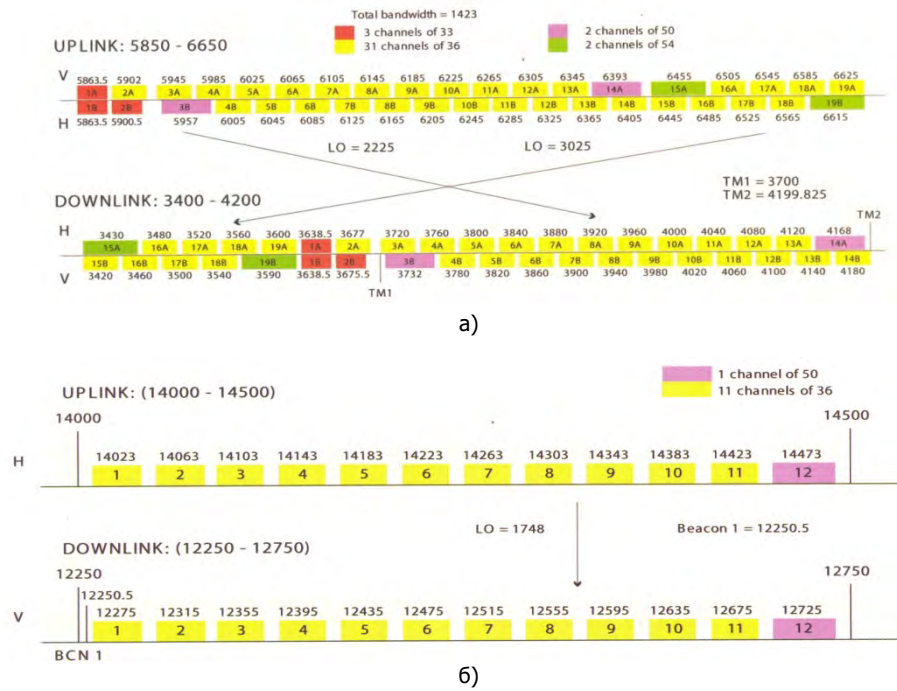 Total bandwidth = 1423
3 channels of 33
2 channels of 50
31 channels of 36
2 channels of 54
UPLINK: 5850 - 6650
V 5863.5 5902 5945 5985 6025 6065 6105 6145 6185 6225 6265 6305 6345 6393 6455 6505 6545 6585 6625
1A 2A 3A 4A 5A 6A 7A 8A 9A 10A 11A 12A 13A 14A 15A 16A 17A 18A 19A
1B 2B 3B 4B 5B 6B 7B 8B 9B 10B 11B 12B 13B 14B 15B 16B 17B 18B 19B
H 5863.5 5900.5 5957 6005 6045 6085 6125 6165 6205 6245 6285 6325 6365 6405 6445 6485 6525 6565 6615
LO = 2225
LO = 3025
DOWNLINK: 3400 - 4200
TM1 = 3700
TM2 = 4199.825
TM2
H 3430 3480 3520 3560 3600 3638.5 3677 3720 3760 3800 3840 3880 3920 3960 4000 4040 4080 4120 4168
15A 16A 17A 18A 19A 1A 2A 3A 4A 5A 6A 7A 8A 9A 10A 11A 12A 13A 14A
15B 16B 17B 18B 19B 1B 2B 3B 4B 5B 6B 7B 8B 9B 10B 11B 12B 13B 14B
V 3420 3460 3500 3540 3590 3638.5 3675.5 3732 3780 3820 3860 3900 3940 3980 4020 4060 4100 4140 4180
TM1
а)
1 channel of 50
11 channels of 36
UPLINK: (14000 - 14500)
14000
14500
H 14023 14063 14103 14143 14183 14223 14263 14303 14343 14383 14423 14473
1 2 3 4 5 6 7 8 9 10 11 12
LO = 1748
Beacon 1 = 12250.5
DOWNLINK: (12250 - 12750)
12250
12750
12250.5
V 12275 12315 12355 12395 12435 12475 12515 12555 12595 12635 12675 12725
1 2 3 4 5 6 7 8 9 10 11 12
BCN 1
б)